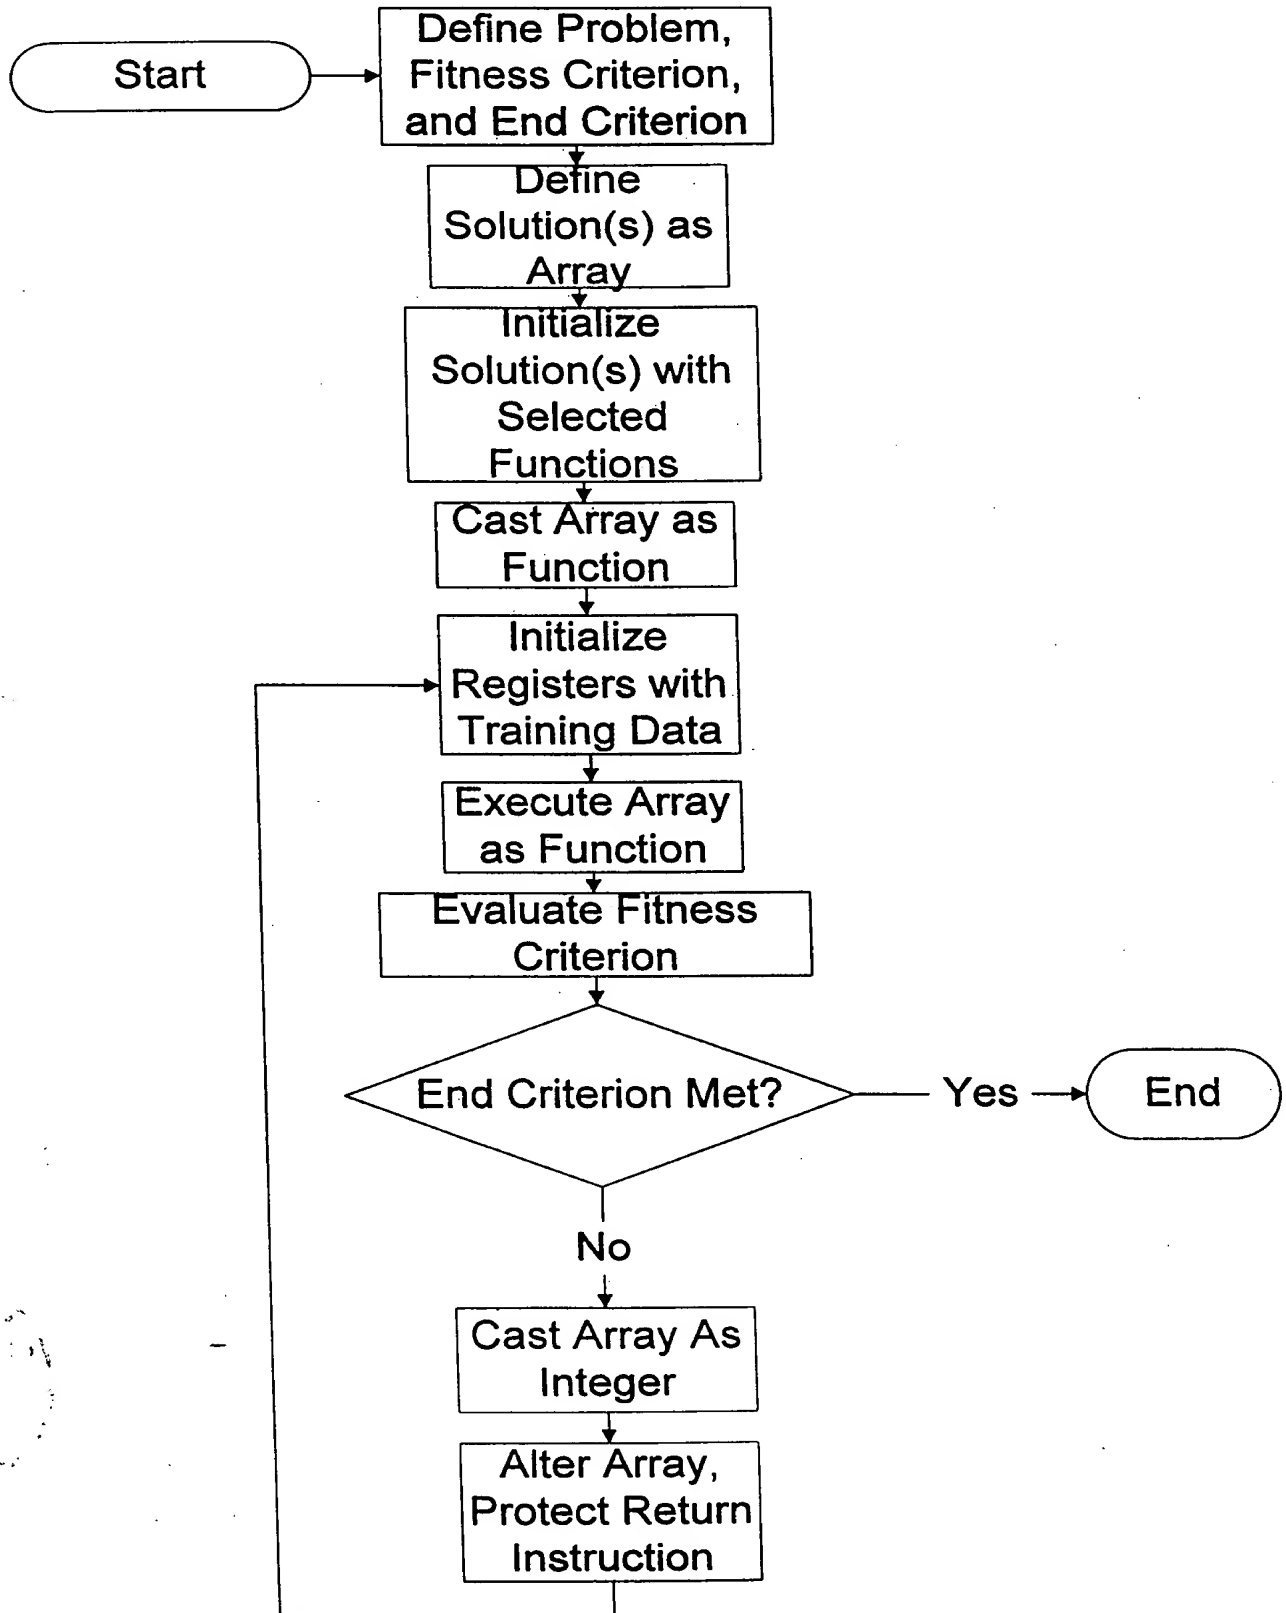 Start
Define Problem,
Fitness Criterion,
and End Criterion
Define
Solution(s) as
Array
Initialize
Solution(s) with
Selected
Functions
Cast Array as
Function
Initialize
Registers with
Training Data
Execute Array
as Function
Evaluate Fitness
Criterion
End Criterion Met?
Yes
End
No
Cast Array As
Integer
Alter Array,
Protect Return
Instruction